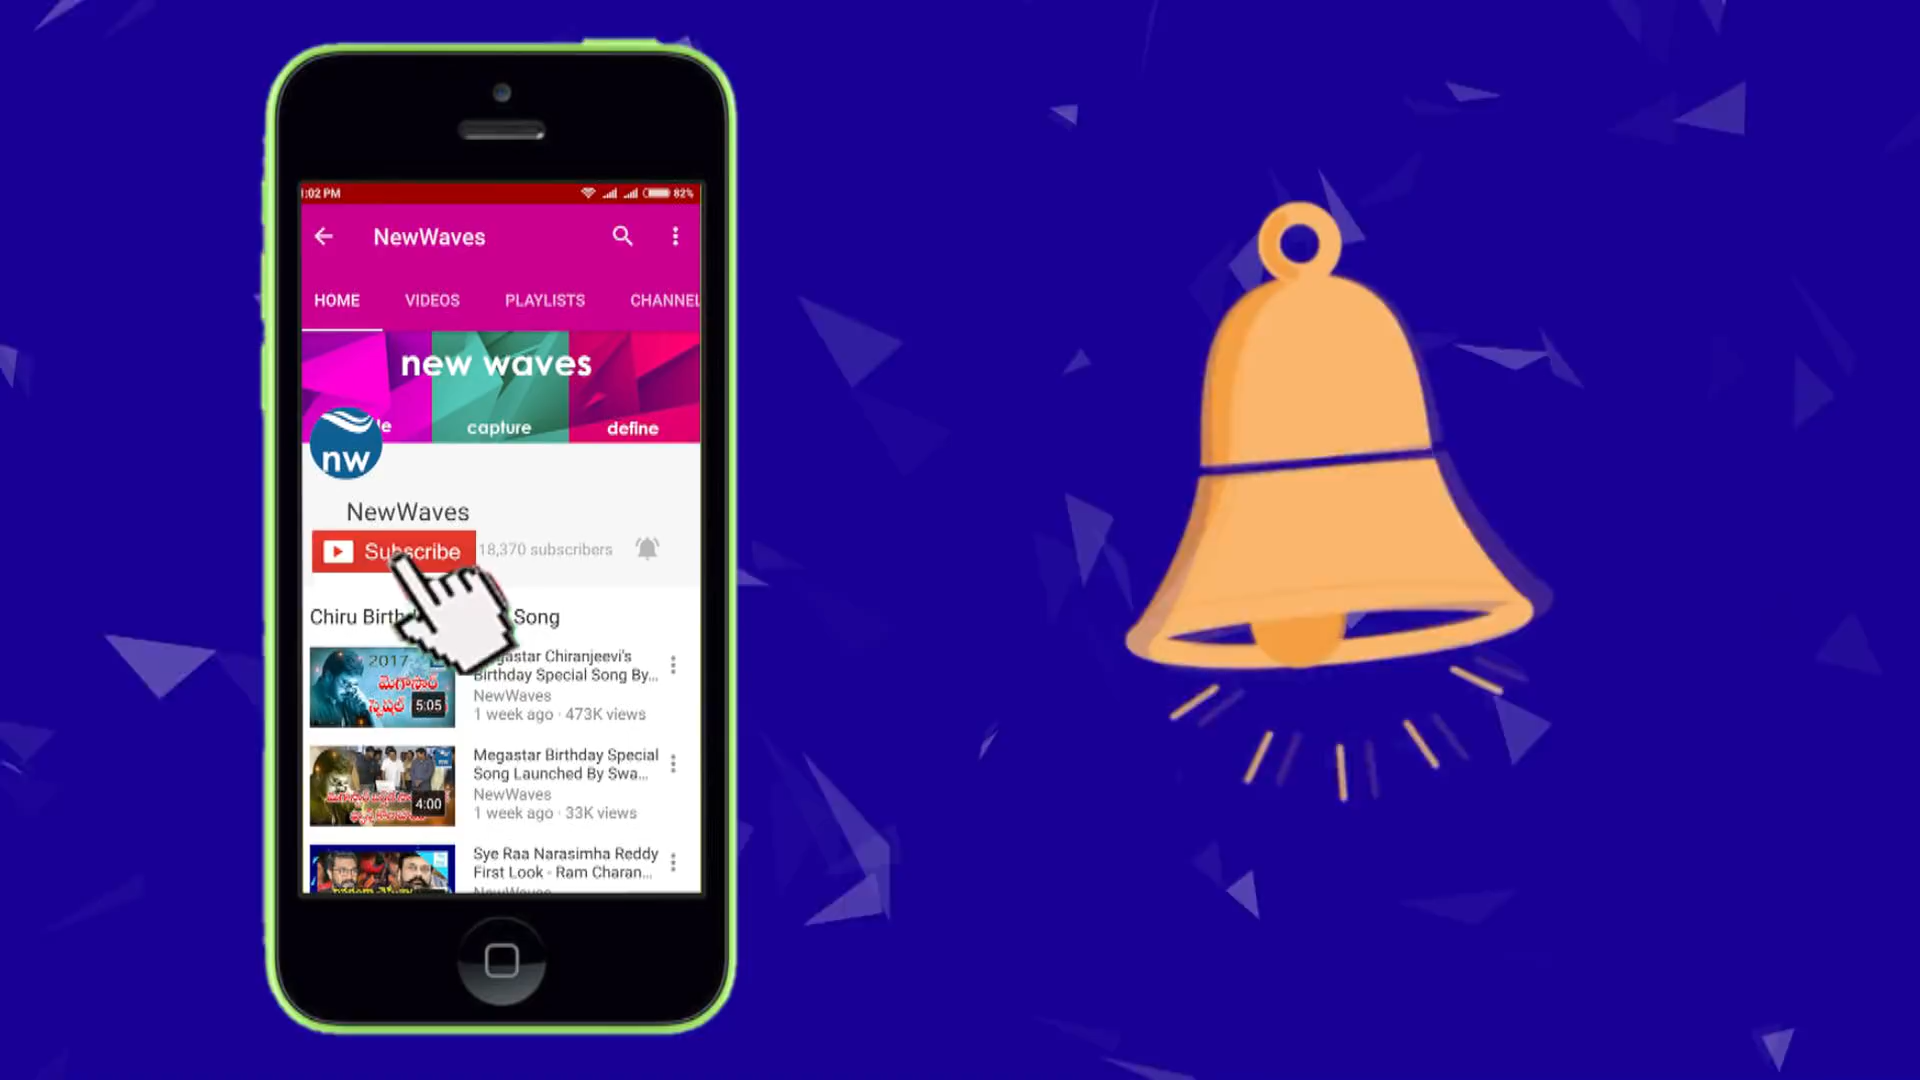 1:02 PM
82%
NewWaves
HOME VIDEOS PLAYLISTS CHANNEL
new waves
capture define
nw
NewWaves
Subscribe 18,370 subscribers
Song
2017
మెగాస్టార్
స్పెషల్
5:05
Chiranjeevi's
Birthday Special Song By...
NewWaves
1 week ago · 473K views
4:00
Megastar Birthday Special
Song Launched By Swa...
NewWaves
1 week ago · 33K views
Sye Raa Narasimha Reddy
First Look - Ram Charan...
NewWaves